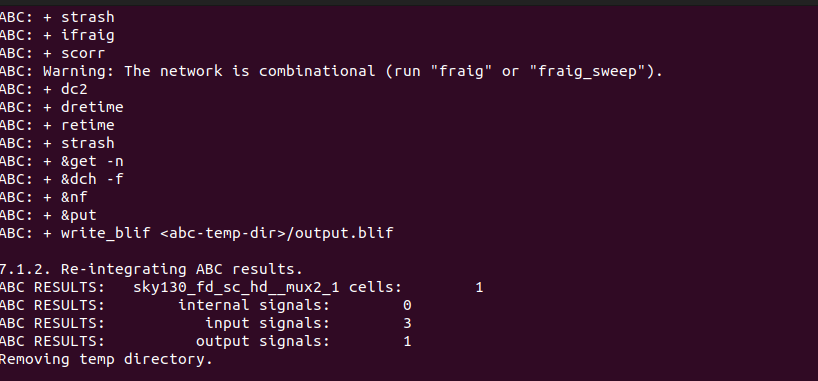 ABC: + strash
ABC: + ifraig
ABC: + scorr
ABC: Warning: The network is combinational (run "fraig" or "fraig_sweep").
ABC: + dc2
ABC: + dretime
ABC: + retime
ABC: + strash
ABC: + &get -n
ABC: + &dch -f
ABC: + &nf
ABC: + &put
ABC: + write_blif <abc-temp-dir>/output.blif
7.1.2. Re-integrating ABC results.
ABC RESULTS:   sky130_fd_sc_hd__mux2_1 cells:        1
ABC RESULTS:        internal signals:        0
ABC RESULTS:           input signals:        3
ABC RESULTS:          output signals:        1
Removing temp directory.